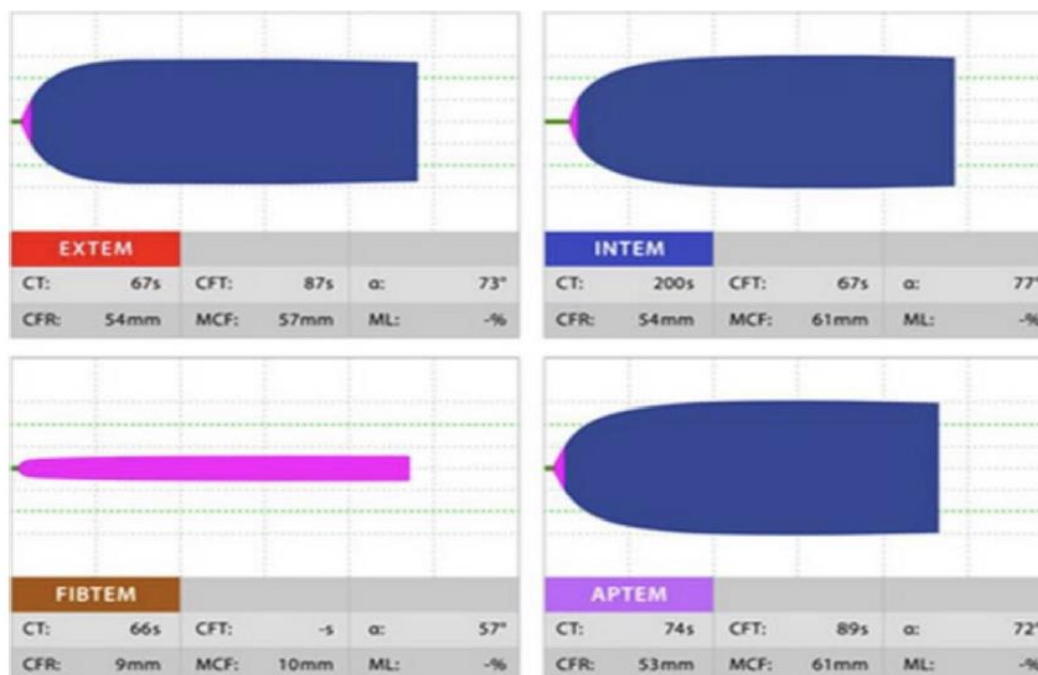 EXTEM
CT: 67s CFT: 87s α: 73°
CFR: 54mm MCF: 57mm ML: -%
INTEM
CT: 200s CFT: 67s α: 77°
CFR: 54mm MCF: 61mm ML: -%
FIBTEM
CT: 66s CFT: -s α: 57°
CFR: 9mm MCF: 10mm ML: -%
APTEM
CT: 74s CFT: 89s α: 72°
CFR: 53mm MCF: 61mm ML: -%